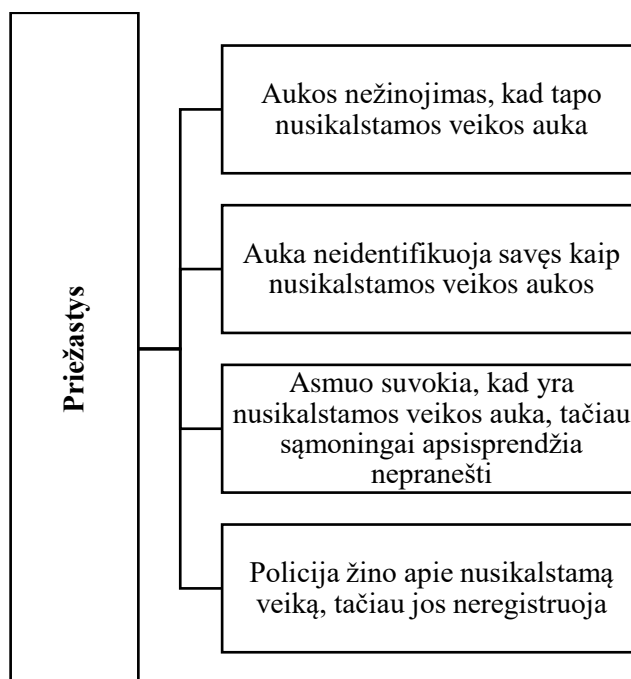 Priežastys
Aukos nežinojimas, kad tapo
nusikalstamos veikos auka
Auka neidentifikuoja savęs kaip
nusikalstamos veikos aukos
Asmuo suvokia, kad yra
nusikalstamos veikos auka, tačiau
sąmoningai apsisprendžia
nepranešti
Policija žino apie nusikalstamą
veiką, tačiau jos neregistruoja